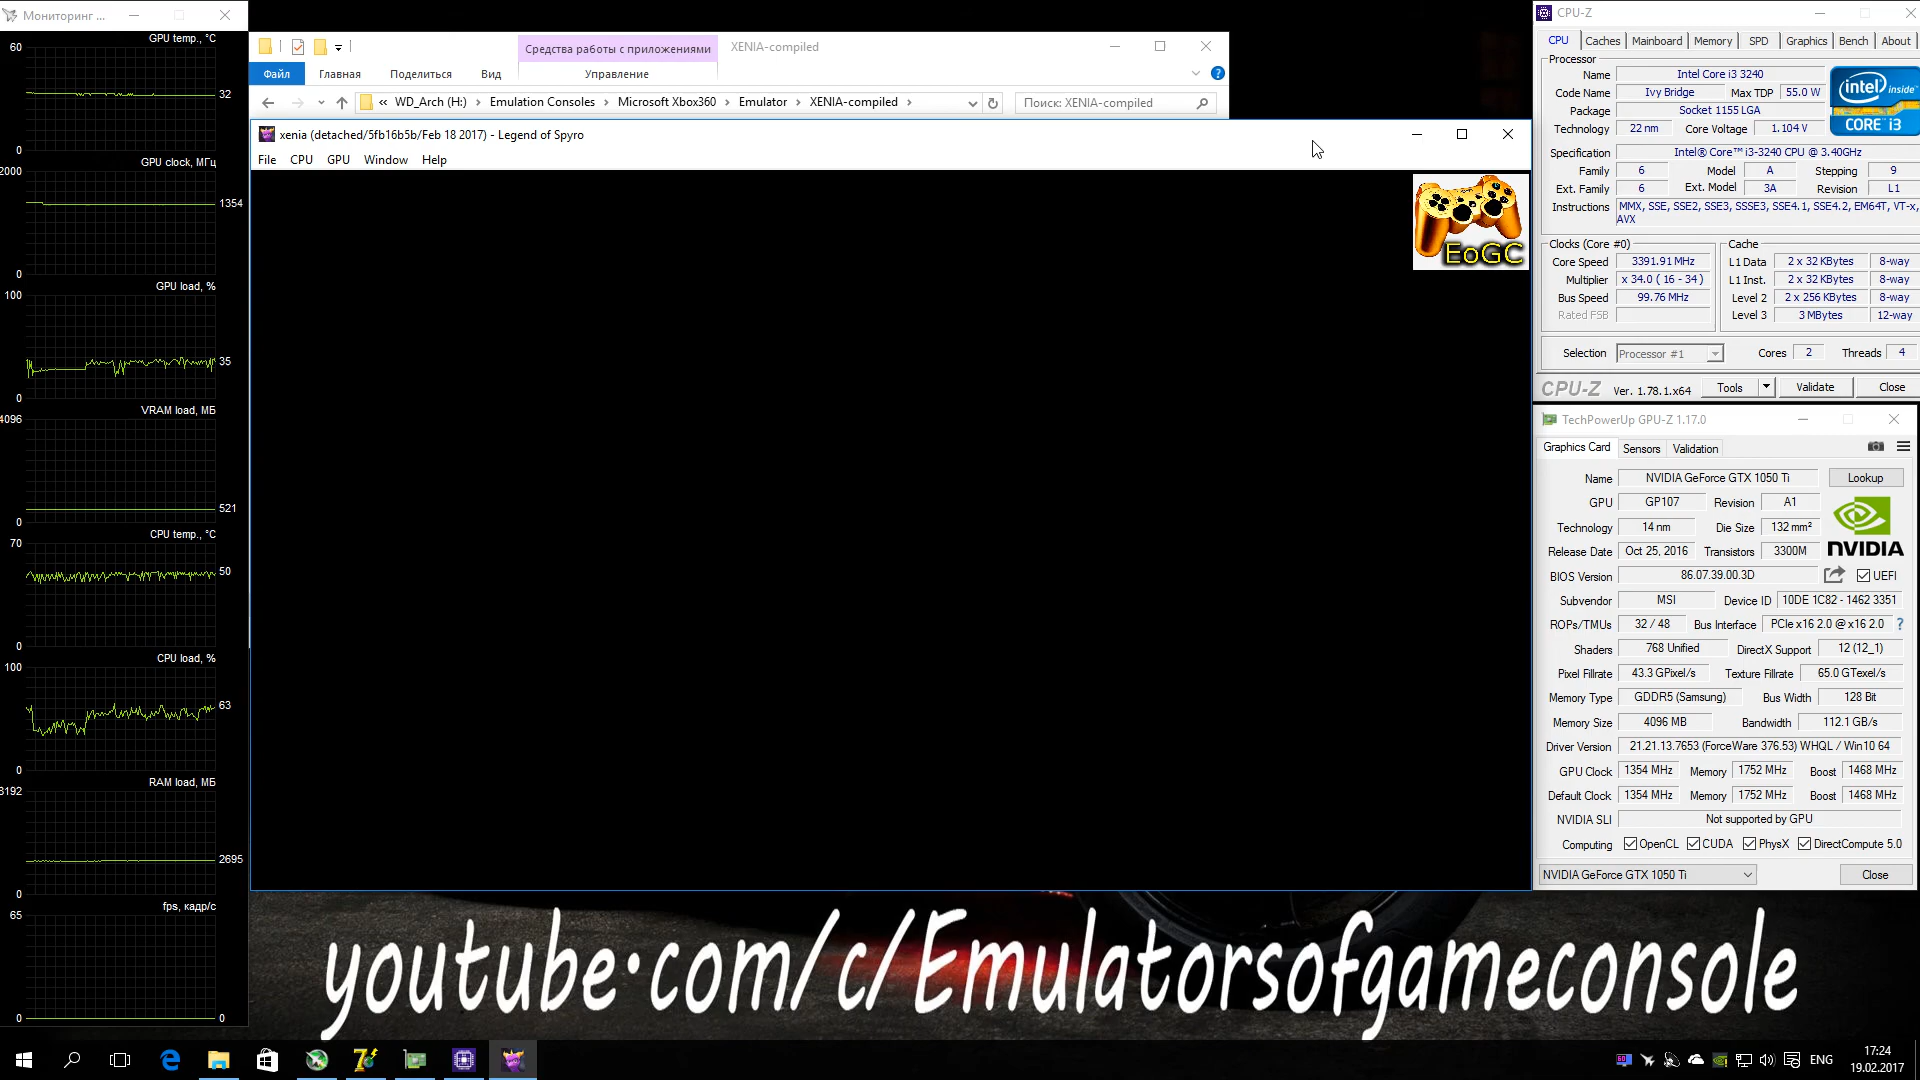 Мониторинг ...
GPU temp., °C
60
32
0
GPU clock, МГц
2000
1354
0
GPU load, %
100
35
0
VRAM load, МБ
4096
521
0
CPU temp., °C
70
50
0
CPU load, %
100
63
0
RAM load, МБ
8192
2695
0
fps, кадр/с
65
0
0
Средства работы с приложениями
XENIA-compiled
Файл
Главная
Поделиться
Вид
Управление
« WD_Arch (H:) > Emulation Consoles > Microsoft Xbox360 > Emulator > XENIA-compiled >
Поиск: XENIA-compiled
xenia (detached/5fb16b5b/Feb 18 2017) - Legend of Spyro
File CPU GPU Window Help
EoGC
CPU-Z
CPU Caches Mainboard Memory SPD Graphics Bench About
Processor
Name Intel Core i3 3240
Code Name Ivy Bridge Max TDP 55.0 W
Package Socket 1155 LGA
Technology 22 nm Core Voltage 1.104 V
intel inside™
CORE i3
Specification Intel® Core™ i3-3240 CPU @ 3.40GHz
Family 6 Model A Stepping 9
Ext. Family 6 Ext. Model 3A Revision L1
Instructions MMX, SSE, SSE2, SSE3, SSSE3, SSE4.1, SSE4.2, EM64T, VT-x,
AVX
Clocks (Core #0) Cache
Core Speed 3391.91 MHz L1 Data 2 x 32 KBytes 8-way
Multiplier x 34.0 ( 16 - 34 ) L1 Inst. 2 x 32 KBytes 8-way
Bus Speed 99.76 MHz Level 2 2 x 256 KBytes 8-way
Rated FSB Level 3 3 MBytes 12-way
Selection Processor #1 Cores 2 Threads 4
CPU-Z Ver. 1.78.1.x64 Tools Validate Close
TechPowerUp GPU-Z 1.17.0
Graphics Card Sensors Validation
Name NVIDIA GeForce GTX 1050 Ti Lookup
GPU GP107 Revision A1
Technology 14 nm Die Size 132 mm²
Release Date Oct 25, 2016 Transistors 3300M
NVIDIA
BIOS Version 86.07.39.00.3D UEFI
Subvendor MSI Device ID 10DE 1C82 - 1462 3351
ROPs/TMUs 32 / 48 Bus Interface PCIe x16 2.0 @ x16 2.0 ?
Shaders 768 Unified DirectX Support 12 (12_1)
Pixel Fillrate 43.3 GPixel/s Texture Fillrate 65.0 GTexel/s
Memory Type GDDR5 (Samsung) Bus Width 128 Bit
Memory Size 4096 MB Bandwidth 112.1 GB/s
Driver Version 21.21.13.7653 (ForceWare 376.53) WHQL / Win10 64
GPU Clock 1354 MHz Memory 1752 MHz Boost 1468 MHz
Default Clock 1354 MHz Memory 1752 MHz Boost 1468 MHz
NVIDIA SLI Not supported by GPU
Computing OpenCL CUDA PhysX DirectCompute 5.0
NVIDIA GeForce GTX 1050 Ti Close
youtube.com/c/Emulatorsofgameconsole
60
ENG
17:24
19.02.2017